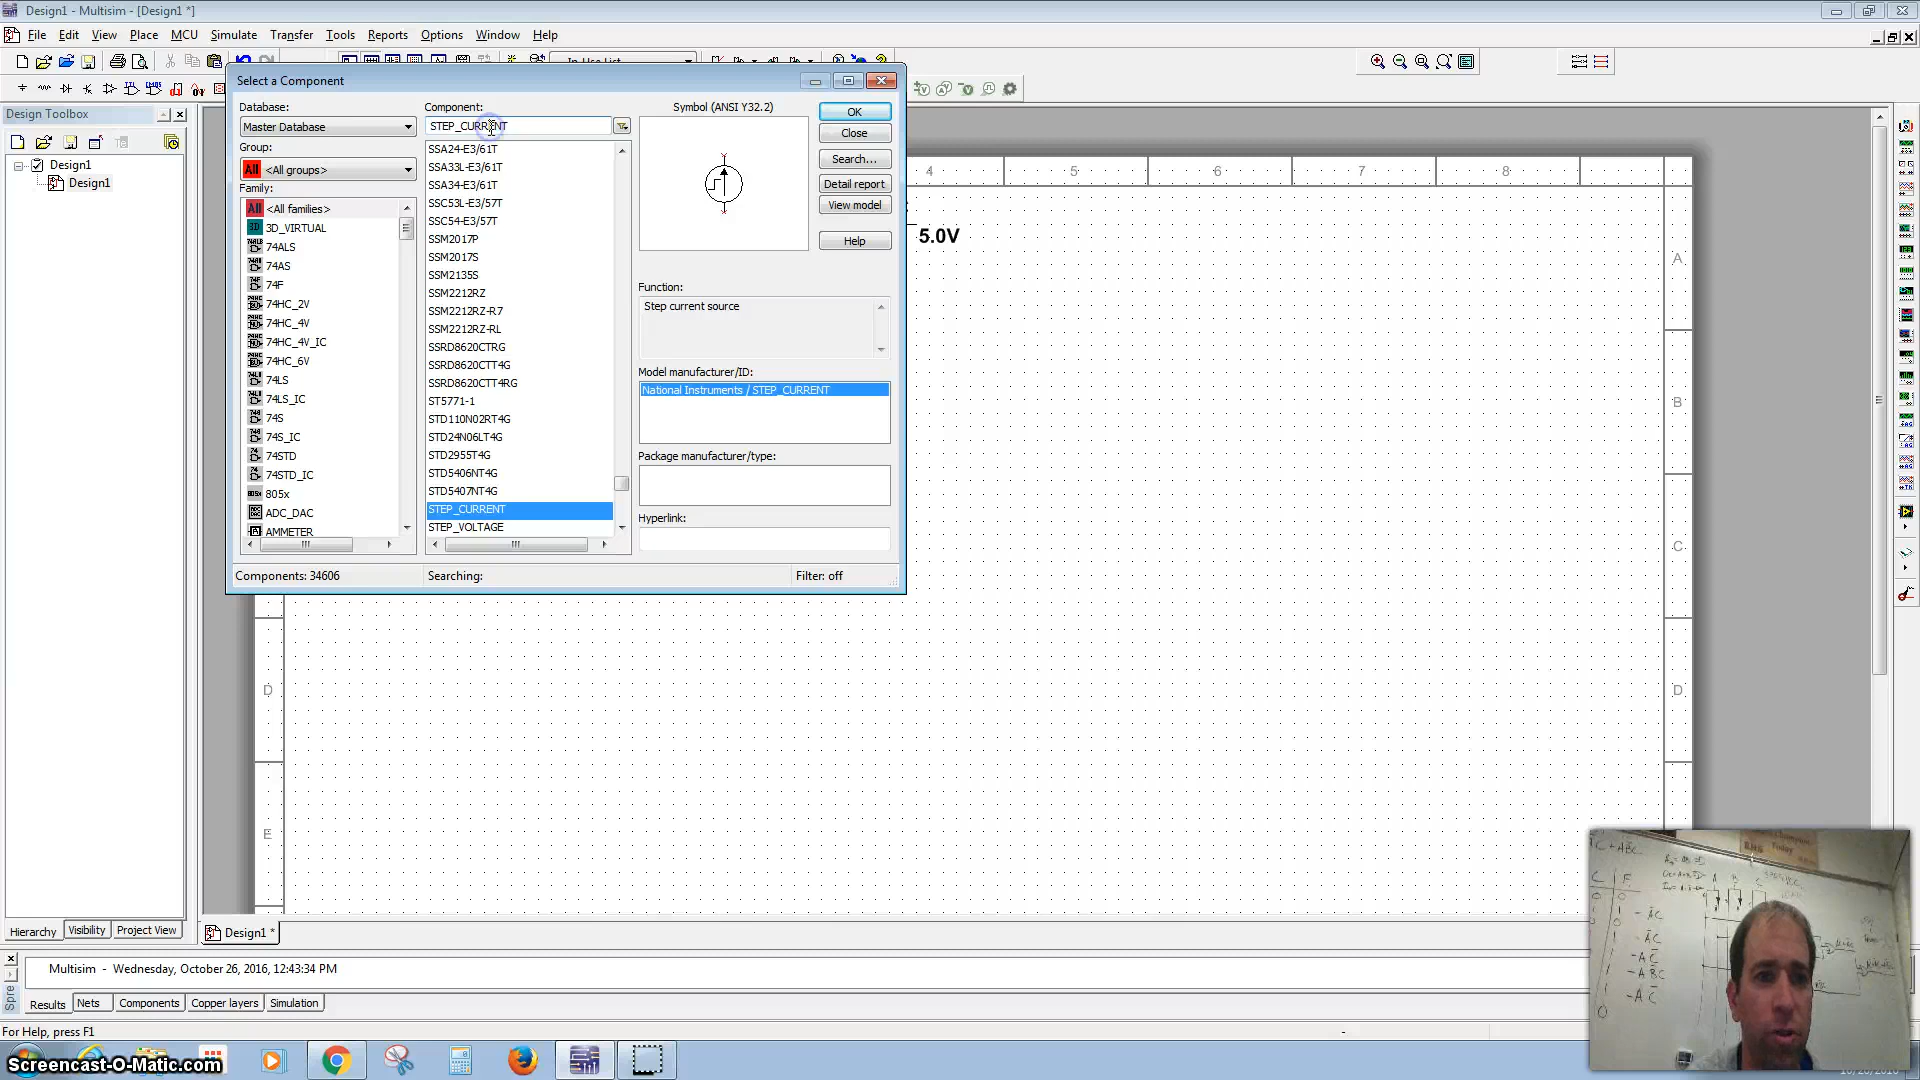 Design1 - Multisim - [Design1 *]
File Edit View Place MCU Simulate Transfer Tools Reports Options Window Help
Select a Component
Design Toolbox
Design1
Design1
Database:
Master Database
Group:
All <All groups>
Family:
All <All families>
3D_VIRTUAL
74ALS
74AS
74F
74HC_2V
74HC_4V
74HC_4V_IC
74HC_6V
74LS
74LS_IC
74S
74S_IC
74STD
74STD_IC
805x
ADC_DAC
AMMETER
Component:
STEP_CURRENT
SSA24-E3/61T
SSA33L-E3/61T
SSA34-E3/61T
SSC53L-E3/57T
SSC54-E3/57T
SSM2017P
SSM2017S
SSM2135S
SSM2212RZ
SSM2212RZ-R7
SSM2212RZ-RL
SSRD8620CTRG
SSRD8620CTT4G
SSRD8620CTT4RG
ST5771-1
STD110N02RT4G
STD24N06LT4G
STD2955T4G
STD5406NT4G
STD5407NT4G
STEP_CURRENT
STEP_VOLTAGE
Symbol (ANSI Y32.2)
Function:
Step current source
Model manufacturer/ID:
National Instruments / STEP_CURRENT
Package manufacturer/type:
Hyperlink:
OK
Close
Search...
Detail report
View model
Help
Components: 34606 Searching: Filter: off
4 5 6 7 8
5.0V
A
B
C
D
E
A
B
C
D
Hierarchy Visibility Project View
Design1 *
Multisim - Wednesday, October 26, 2016, 12:43:34 PM
Results Nets Components Copper layers Simulation
For Help, press F1
Screencast-O-Matic.com